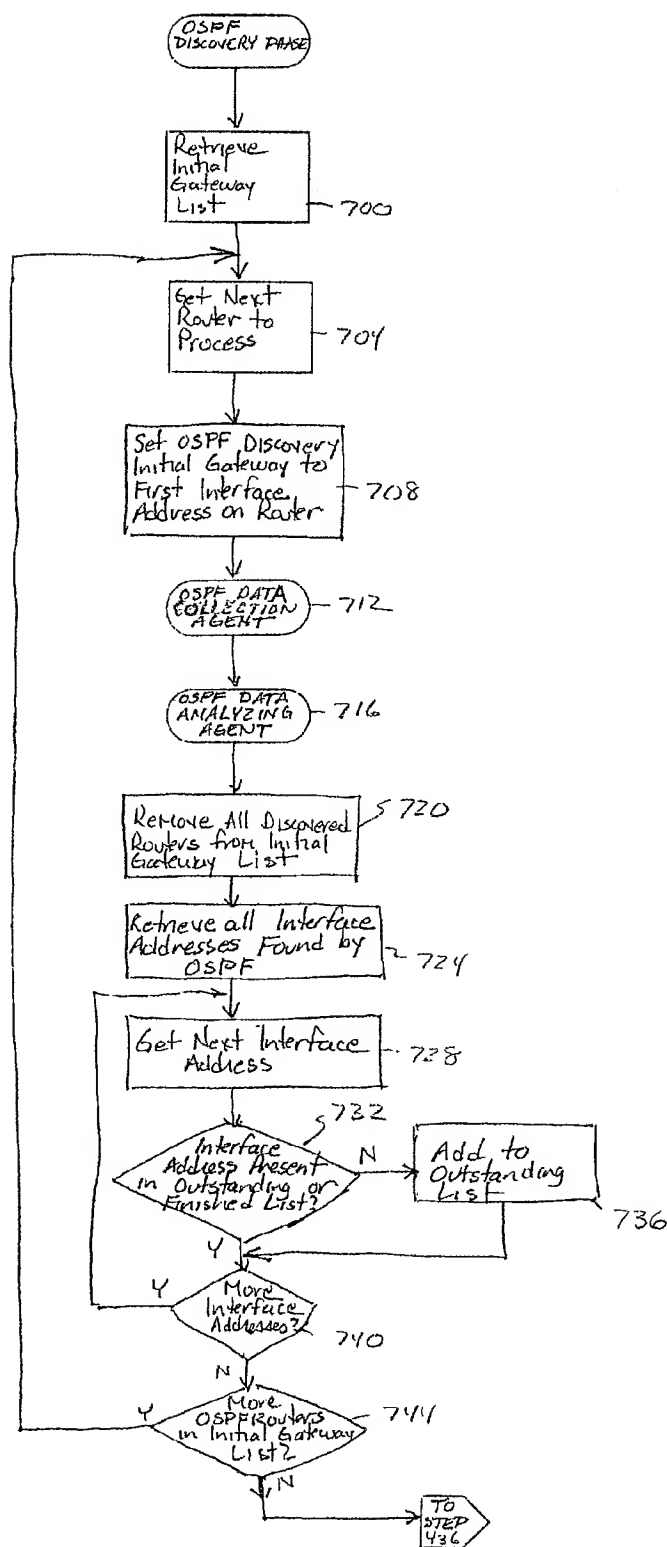 OSPF
DISCOVERY PHASE
Retrieve
Initial
Gateway
List
700
Get Next
Router to
Process
704
Set OSPF Discovery
Initial Gateway to
First Interface
Address on Router
708
OSPF DATA
COLLECTION
AGENT
712
OSPF DATA
ANALYZING
AGENT
716
Remove All Discovered
Routers from Initial
Gateway List
720
Retrieve all Interface
Addresses Found by
OSPF
724
Get Next Interface
Address
728
732
Interface
Address Present
in Outstanding or
Finished List?
N
Add to
Outstanding
List
736
Y
Y
More
Interface
Addresses?
740
N
Y
More
OSPF Routers
in Initial Gateway
List?
744
N
TO
STEP
436